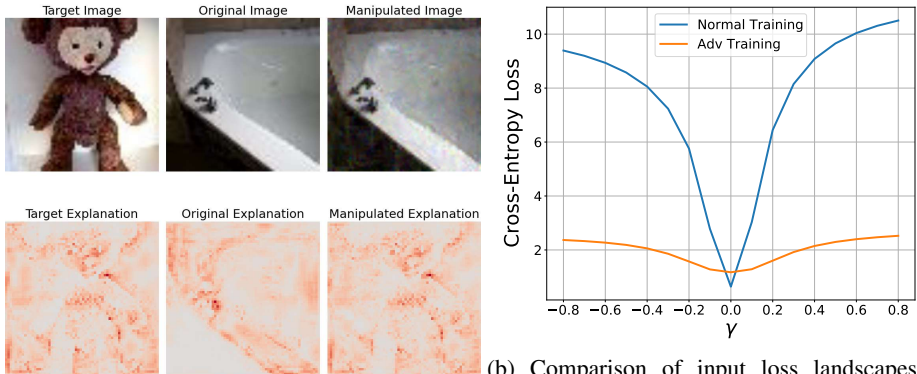 Target Image Original Image Manipulated Image
Target Explanation Original Explanation Manipulated Explanation
Normal Training
Adv Training
Cross-Entropy Loss
10
8
6
4
2
−0.8 −0.6 −0.4 −0.2 0.0 0.2 0.4 0.6 0.8
γ
(b) Comparison of input loss landscapes